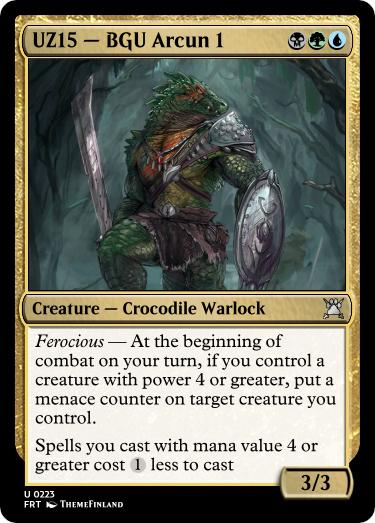 UZ15 — BGU Arcun 1
Creature — Crocodile Warlock
Ferocious — At the beginning of
combat on your turn, if you control a
creature with power 4 or greater, put a
menace counter on target creature you
control.
Spells you cast with mana value 4 or
greater cost 1 less to cast
3/3
U 0223
FRT ThemeFinland